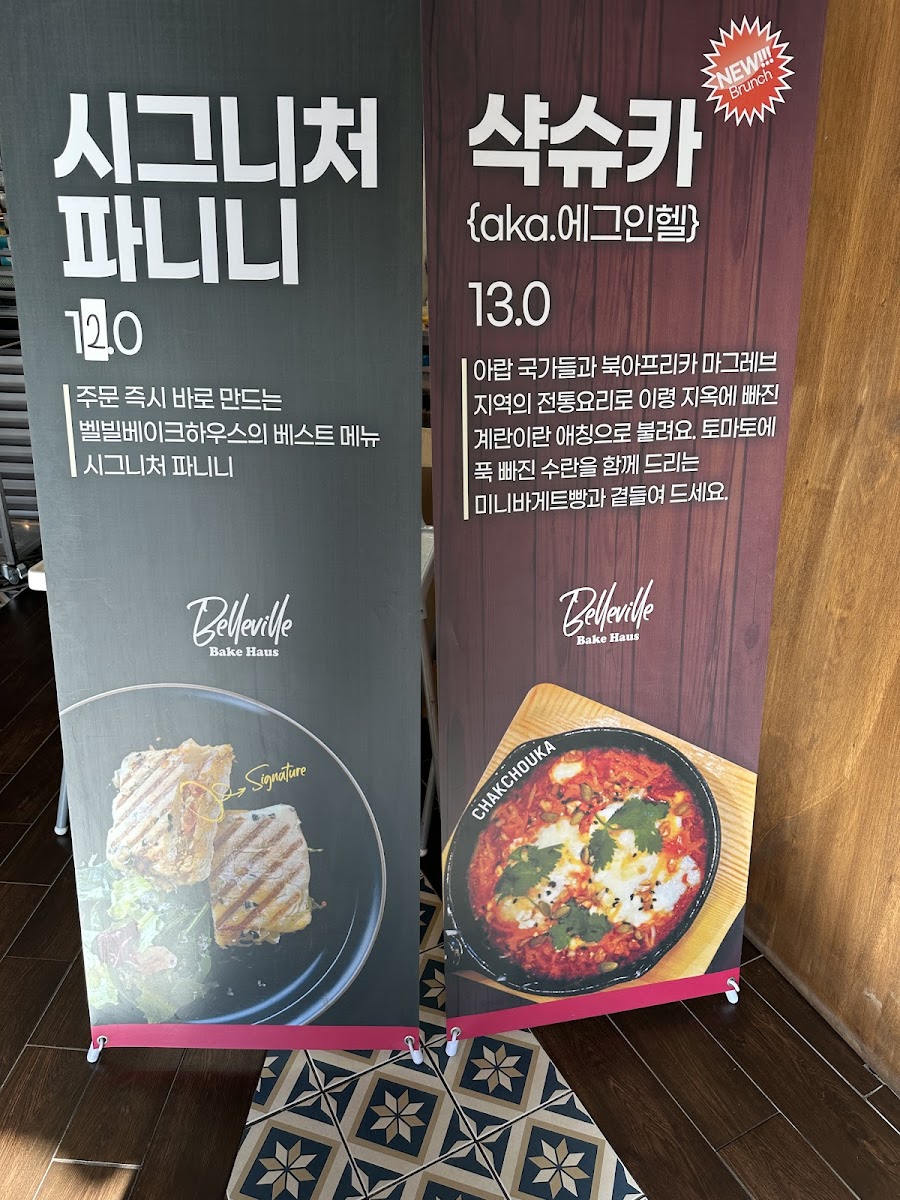 시그니처
파니니
12.0
주문 즉시 바로 만드는
벨빌베이크하우스의 베스트 메뉴
시그니처 파니니
Belleville
Bake Haus
Signature
NEW!!!
Brunch
샥슈카
{aka.에그인헬}
13.0
아랍 국가들과 북아프리카 마그레브
지역의 전통요리로 이령 지옥에 빠진
계란이란 애칭으로 불려요. 토마토에
푹 빠진 수란을 함께 드리는
미니바게트빵과 곁들여 드세요.
Belleville
Bake Haus
CHAKCHOUKA